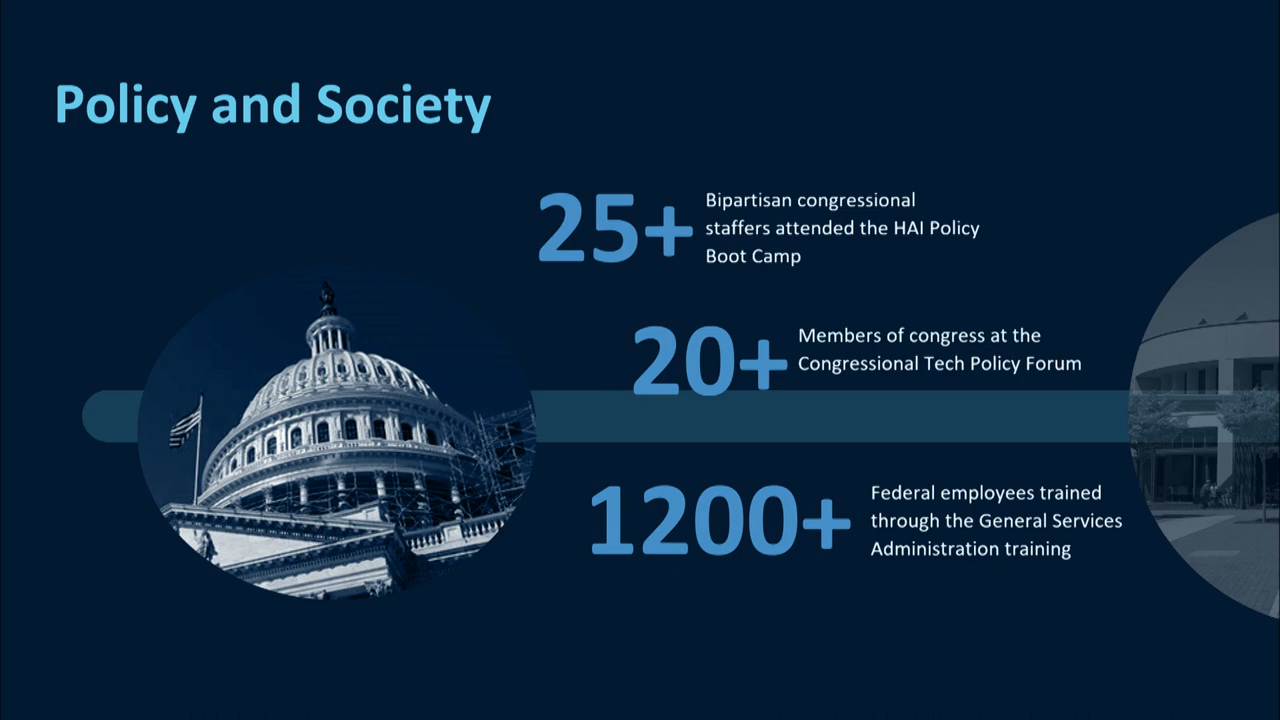 Policy and Society
25+
Bipartisan congressional
staffers attended the HAI Policy
Boot Camp
20+
Members of congress at the
Congressional Tech Policy Forum
1200+
Federal employees trained
through the General Services
Administration training